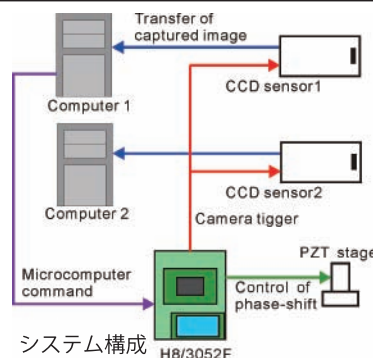 Transfer of
captured image
Computer 1
CCD sensor1
Computer 2
CCD sensor2
Camera tigger
PZT stage
Microcomputer
command
Control of
phase-shift
システム構成
H8/3052F